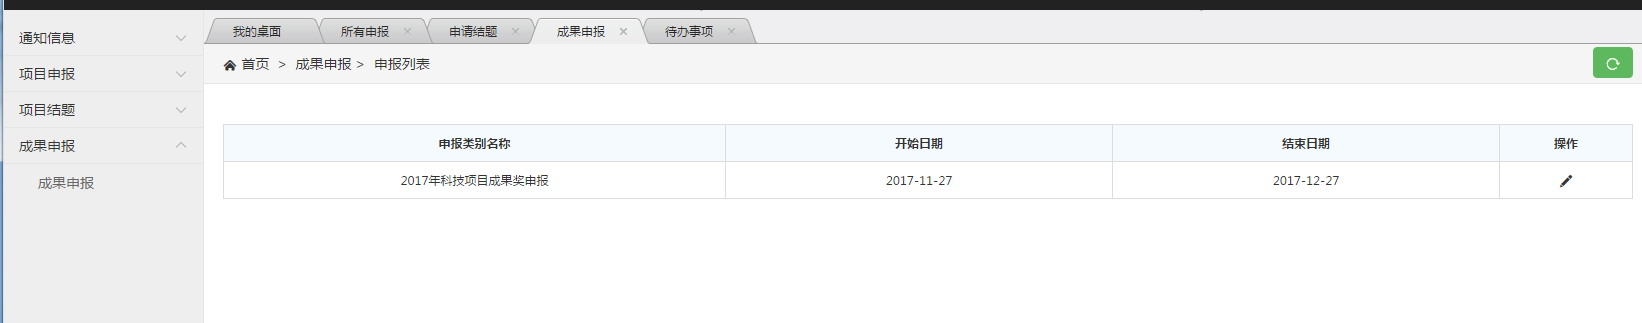 通知信息
项目申报
项目结题
成果申报
成果申报
我的桌面 所有申报 × 申请结题 × 成果申报 × 待办事项 ×
首页 > 成果申报 > 申报列表
申报类别名称 开始日期 结束日期 操作
2017年科技项目成果奖申报 2017-11-27 2017-12-27